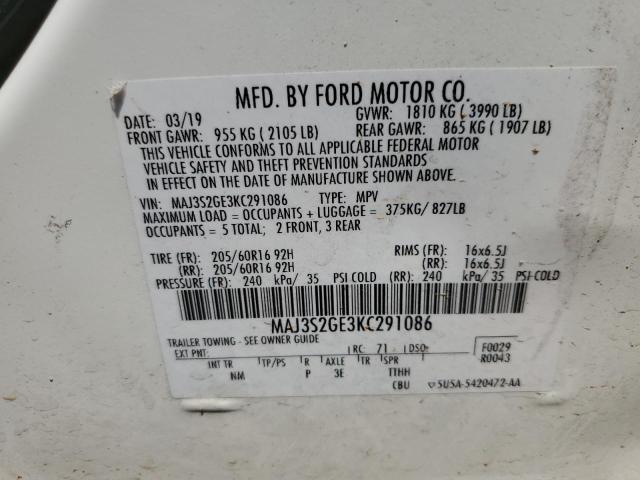 MFD. BY FORD MOTOR CO.
DATE: 03/19 GVWR: 1810 KG ( 3990 LB)
FRONT GAWR: 955 KG ( 2105 LB) REAR GAWR: 865 KG ( 1907 LB)
THIS VEHICLE CONFORMS TO ALL APPLICABLE FEDERAL MOTOR
VEHICLE SAFETY AND THEFT PREVENTION STANDARDS
IN EFFECT ON THE DATE OF MANUFACTURE SHOWN ABOVE.
VIN: MAJ3S2GE3KC291086 TYPE: MPV
MAXIMUM LOAD = OCCUPANTS + LUGGAGE = 375KG/ 827LB
OCCUPANTS = 5 TOTAL; 2 FRONT, 3 REAR
TIRE (FR): 205/60R16 92H RIMS (FR): 16x6.5J
(RR): 205/60R16 92H (RR): 16x6.5J
PRESSURE (FR): 240 kPa/ 35 PSI COLD (RR): 240 kPa/ 35 PSI COLD
MAJ3S2GE3KC291086
TRAILER TOWING - SEE OWNER GUIDE F0029
EXT PNT: RC: 71 DSO: R0043
INT TR TP/PS R AXLE TR SPR
NM P 3E TTHH
CBU 5U5A-5420472-AA